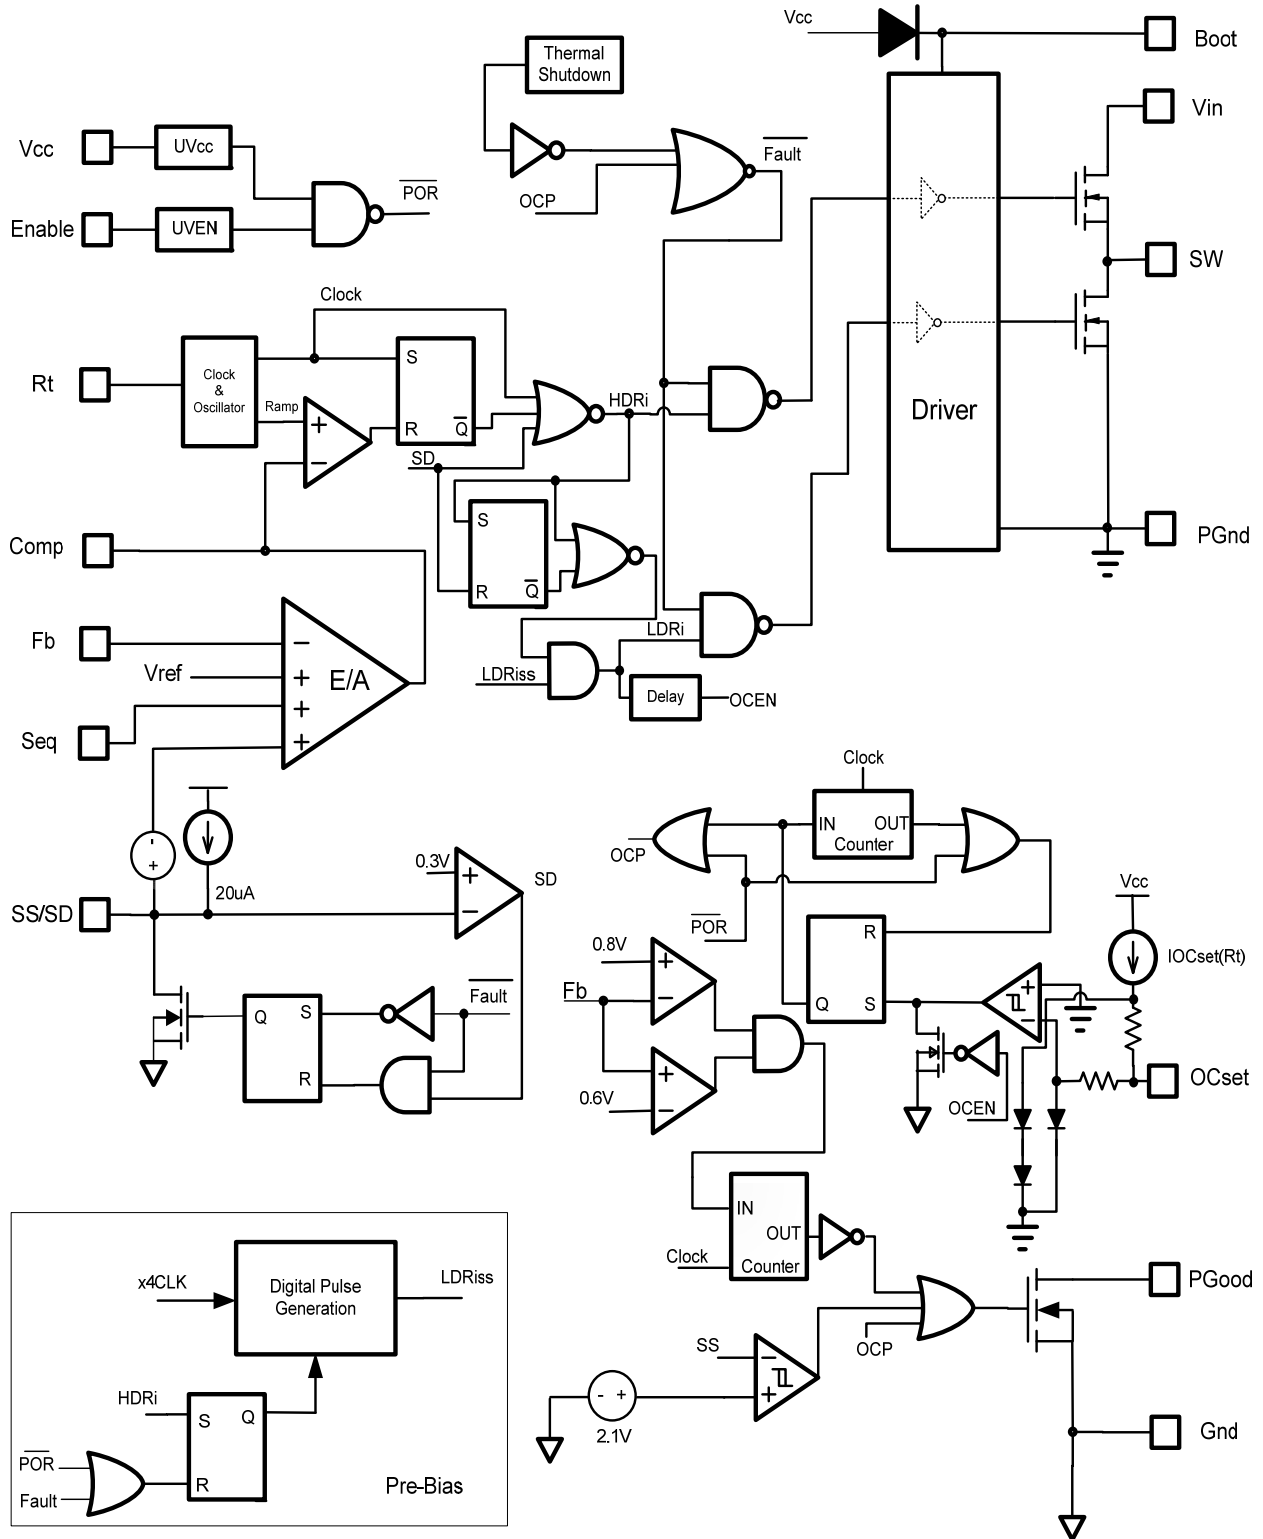 Vcc
Boot
Thermal
Shutdown
Vin
Vcc
UVcc
Fault
POR
OCP
Enable
UVEN
SW
Clock
S
Rt
Clock
&
Oscillator
Ramp
+
−
R
Q
HDRi
Driver
SD
S
R
Q
Comp
PGnd
Fb
−
Vref
+
E/A
LDRi
Seq
+
LDRiss
+
Delay
OCEN
Clock
IN
OUT
Counter
OCP
-
+
0.3V
+
SD
20uA
−
SS/SD
Vcc
POR
R
IOCset(Rt)
0.8V
+
Fb
−
Fault
Q
S
Q
S
+
−
R
+
0.6V
−
OCset
OCEN
IN
OUT
Clock
Counter
x4CLK
Digital Pulse
Generation
LDRiss
PGood
SS
−
+
OCP
HDRi
S
Q
- +
2.1V
Gnd
POR
Fault
R
Pre-Bias